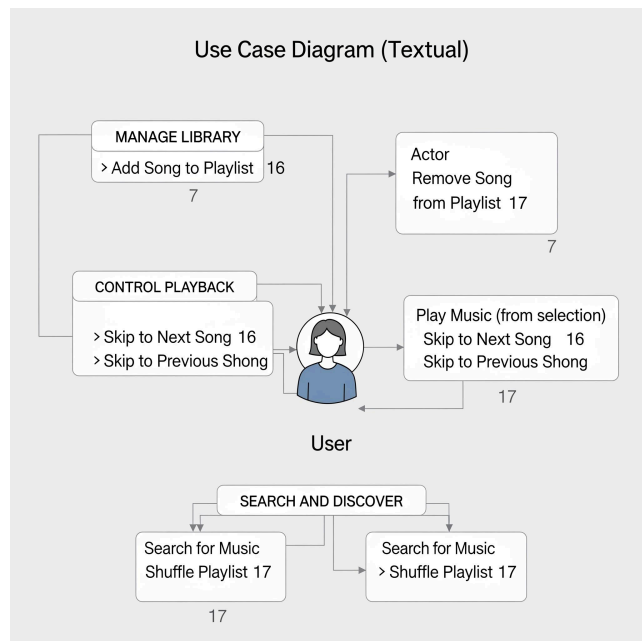 Use Case Diagram (Textual)
MANAGE LIBRARY
> Add Song to Playlist 16
7
Actor
Remove Song
from Playlist 17
7
CONTROL PLAYBACK
> Skip to Next Song 16
> Skip to Previous Shong
Play Music (from selection)
Skip to Next Song 16
Skip to Previous Shong
17
User
SEARCH AND DISCOVER
Search for Music
Shuffle Playlist 17
17
Search for Music
> Shuffle Playlist 17